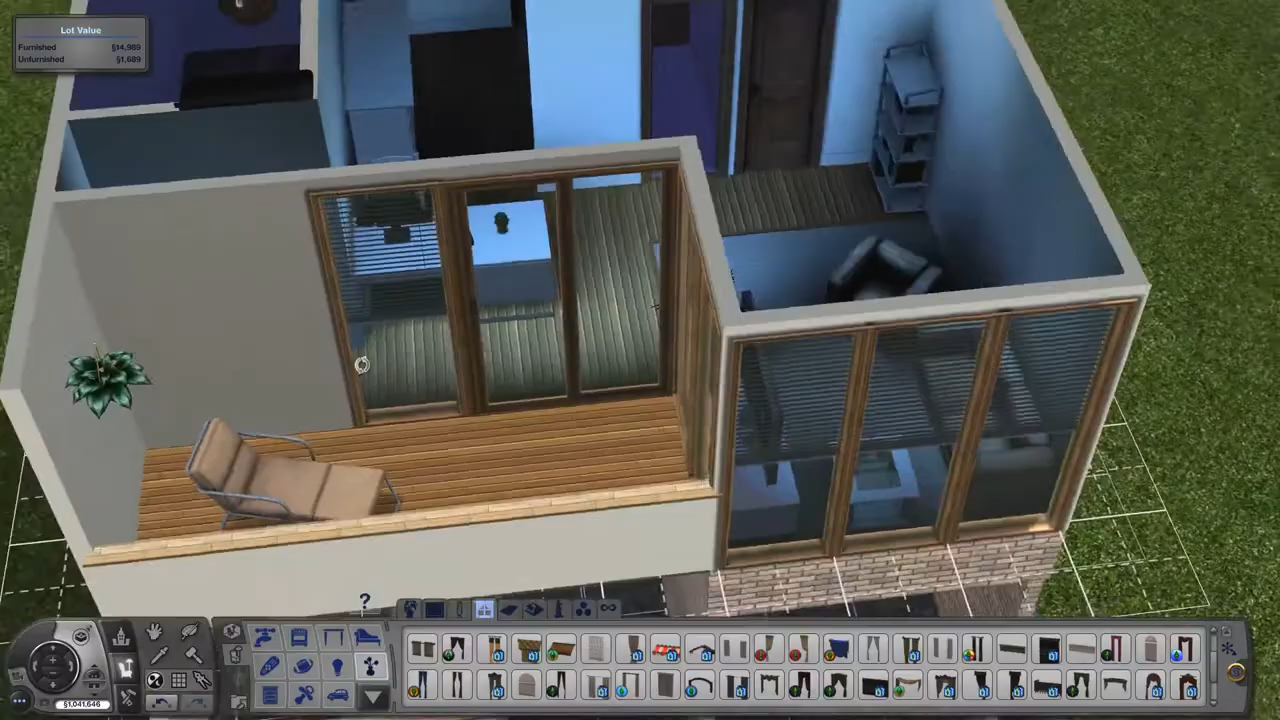 Lot Value
Furnished §14,989
Unfurnished §1,689
?
§1,041,646